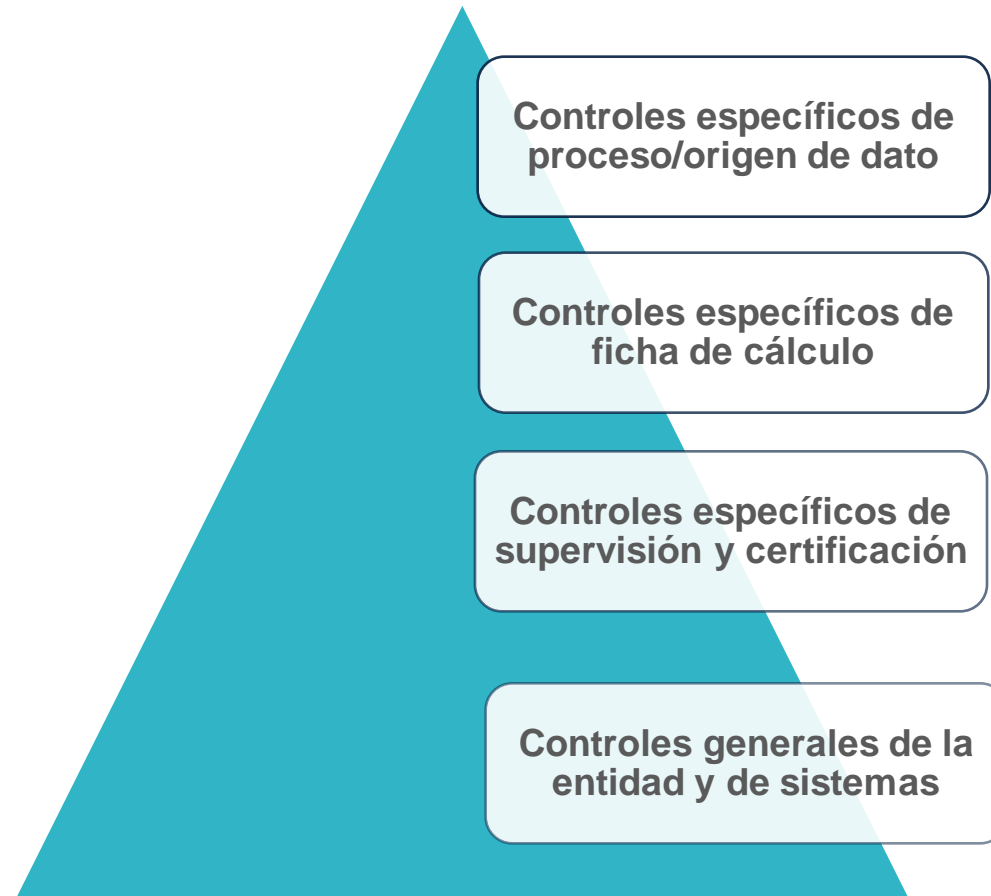 Controles específicos de
proceso/origen de dato
Controles específicos de
ficha de cálculo
Controles específicos de
supervisión y certificación
Controles generales de la
entidad y de sistemas